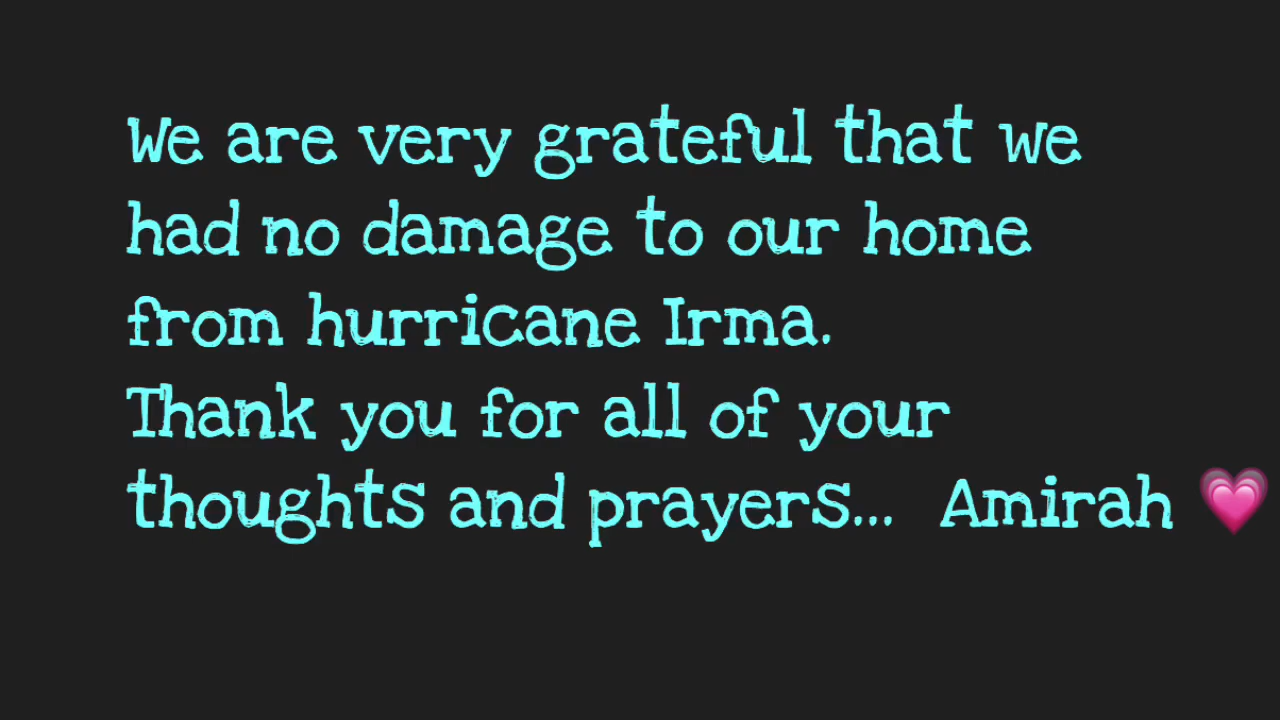 We are very grateful that we
had no damage to our home
from hurricane Irma.
Thank you for all of your
thoughts and prayers... Amirah 💗